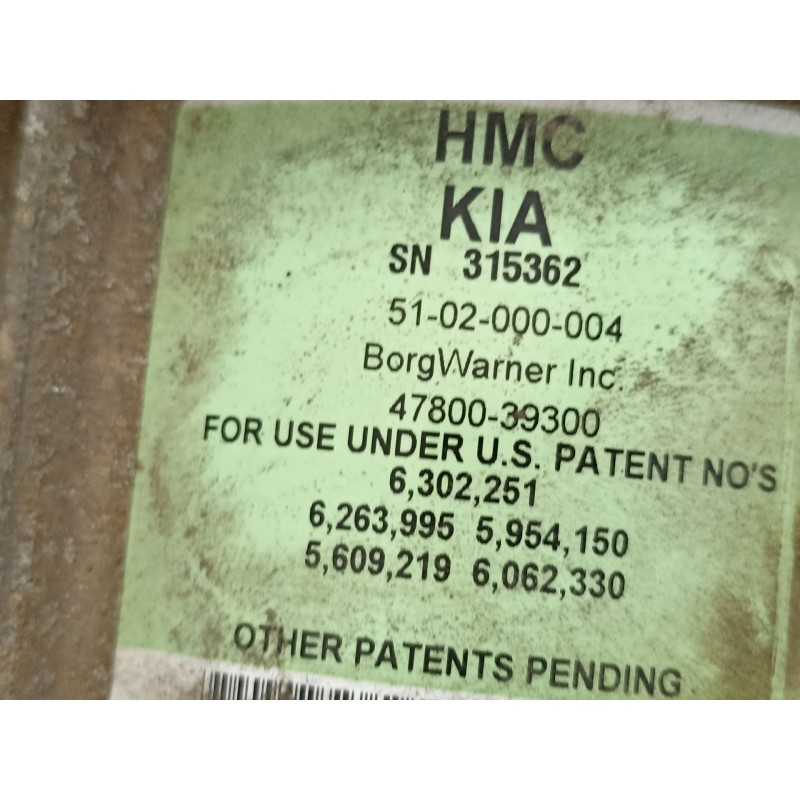 HMC
KIA
SN 315362
51-02-000-004
BorgWarner Inc.
47800-39300
FOR USE UNDER U.S. PATENT NO'S
6,302,251
6,263,995 5,954,150
5,609,219 6,062,330
OTHER PATENTS PENDING